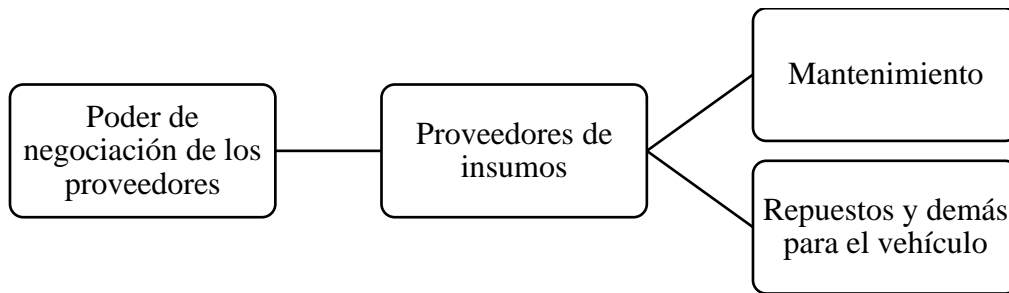 Poder de
negociación de los
proveedores
Proveedores de
insumos
Mantenimiento
Repuestos y demás
para el vehículo